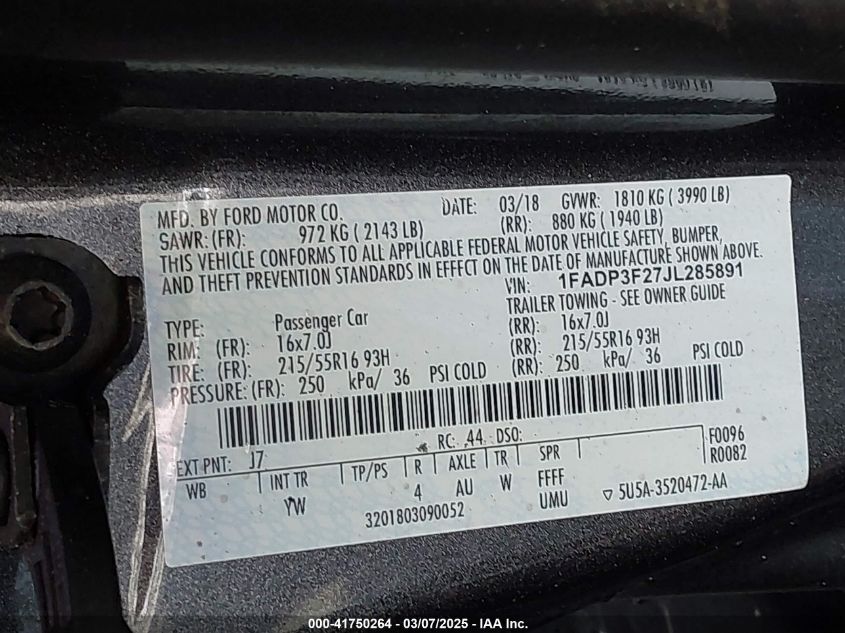 MFD. BY FORD MOTOR CO. DATE: 03/18 GVWR: 1810 KG ( 3990 LB)
GAWR: (FR): 972 KG ( 2143 LB) (RR): 880 KG ( 1940 LB)
THIS VEHICLE CONFORMS TO ALL APPLICABLE FEDERAL MOTOR VEHICLE SAFETY, BUMPER,
AND THEFT PREVENTION STANDARDS IN EFFECT ON THE DATE OF MANUFACTURE SHOWN ABOVE.
VIN: 1FADP3F27JL285891
TRAILER TOWING - SEE OWNER GUIDE
TYPE: Passenger Car
RIM: (FR): 16x7.0J (RR): 16x7.0J
TIRE: (FR): 215/55R16 93H (RR): 215/55R16 93H
PRESSURE: (FR): 250 kPa/ 36 PSI COLD (RR): 250 kPa/ 36 PSI COLD
EXT PNT: J7 RC: 44 DSO: F0096
WB INT TR TP/PS R AXLE TR SPR R0082
YW 4 AU W FFFF
UMU
3201803090052 ▽ 5U5A-3520472-AA
000-41750264 - 03/07/2025 - IAA Inc.